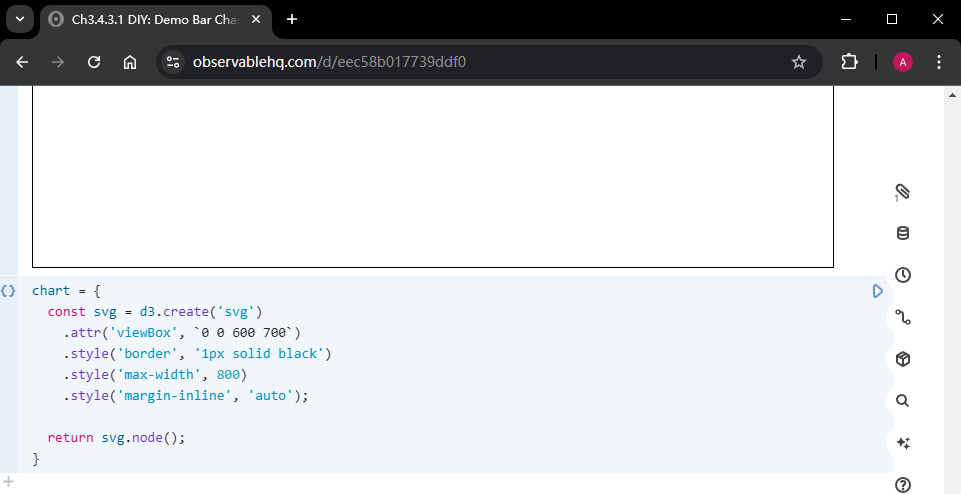 Ch3.4.3.1 DIY: Demo Bar Cha
observablehq.com/d/eec58b017739ddf0
A
1
chart = {
  const svg = d3.create('svg')
    .attr('viewBox', `0 0 600 700`)
    .style('border', '1px solid black')
    .style('max-width', 800)
    .style('margin-inline', 'auto');
  return svg.node();
}